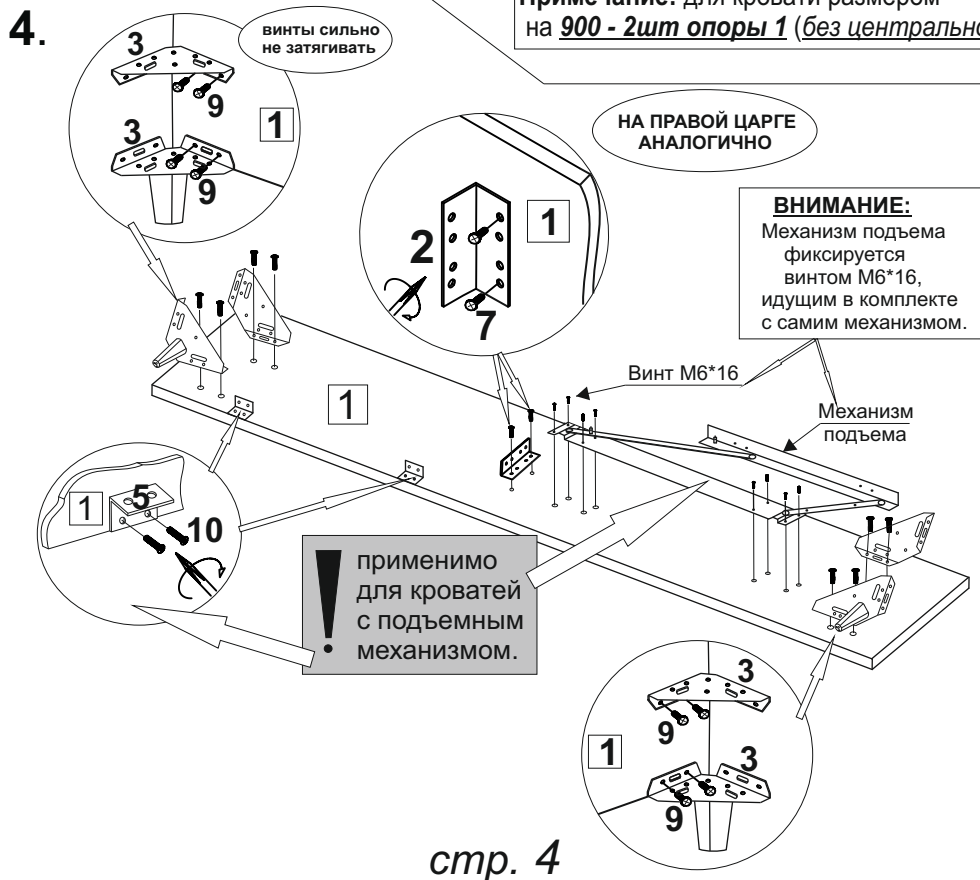 Примечание: для кровати размером
на 900 - 2шт опоры 1 (без
4.
винты сильно
не затягивать
3
9
1
3
9
НА ПРАВОЙ ЦАРГЕ
АНАЛОГИЧНО
2
1
7
ВНИМАНИЕ:
Механизм подъема
фиксируется
винтом М6*16,
идущим в комплекте
с самим механизмом.
Винт М6*16
Механизм
подъема
1
1
5
10
! применимо
для кроватей
с подъемным
механизмом.
3
9
1
3
9
стр. 4